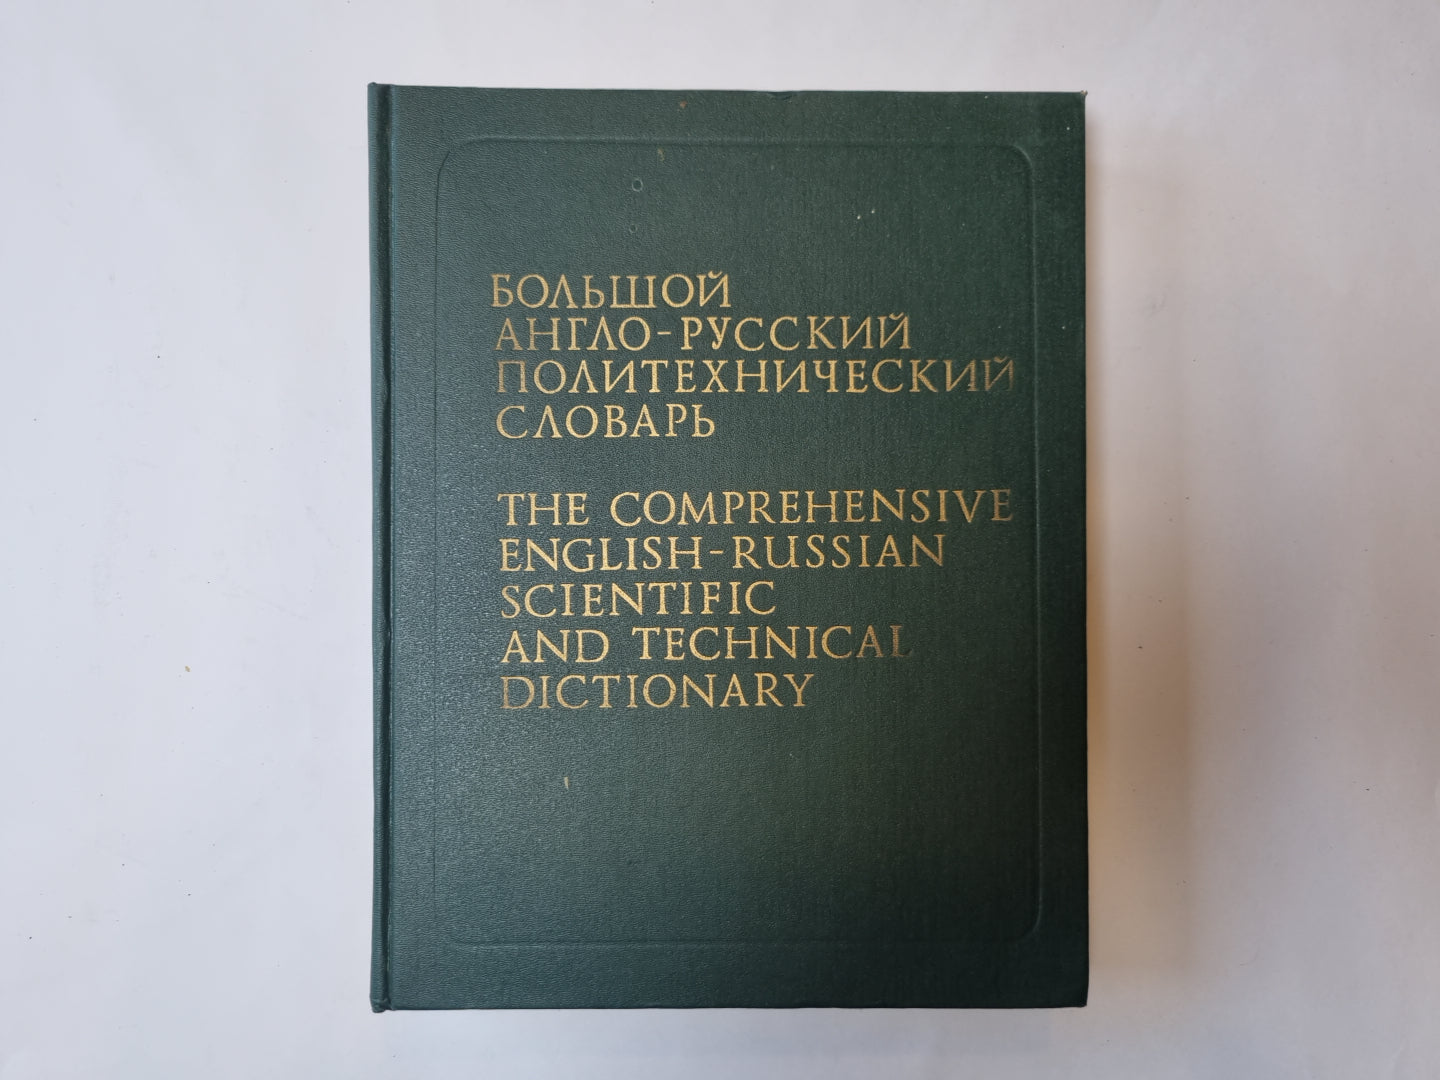 БОЛЬШОЙ
АНГЛО-РУССКИЙ
ПОЛИТЕХНИЧЕСКИЙ
СЛОВАРЬ
THE COMPREHENSIVE
ENGLISH-RUSSIAN
SCIENTIFIC
AND TECHNICAL
DICTIONARY